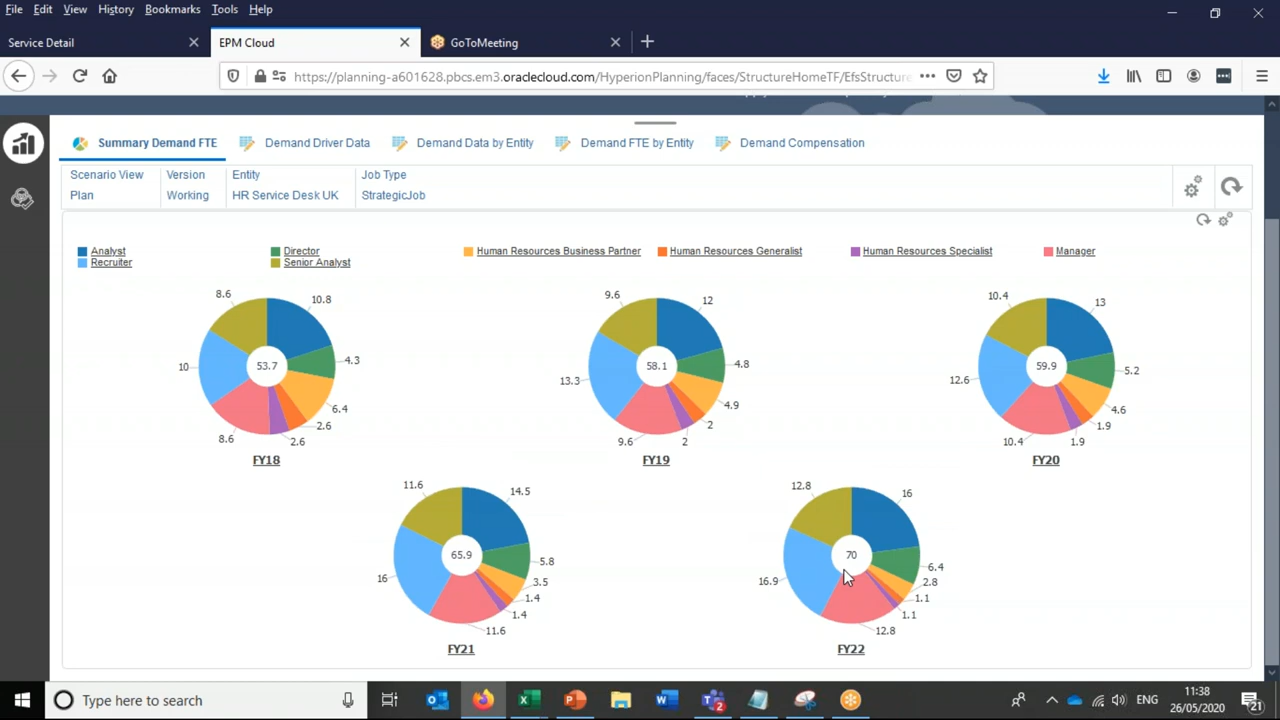 File Edit View History Bookmarks Tools Help
Service Detail EPM Cloud GoToMeeting
https://planning-a601628.pbcs.em3.oraclecloud.com/HyperionPlanning/faces/StructureHomeTF/EfsStructure
Summary Demand FTE Demand Driver Data Demand Data by Entity Demand FTE by Entity Demand Compensation
Scenario View Version Entity Job Type
Plan Working HR Service Desk UK StrategicJob
Analyst Director Human Resources Business Partner Human Resources Generalist Human Resources Specialist Manager
Recruiter Senior Analyst
8.6 10.8 4.3 6.4 2.6 2.6 8.6 10 53.7
FY18
9.6 12 4.8 4.9 2 2 9.6 13.3 58.1
FY19
10.4 13 5.2 4.6 1.9 1.9 10.4 12.6 59.9
FY20
11.6 14.5 5.8 3.5 1.4 1.4 11.6 16 65.9
FY21
12.8 16 6.4 2.8 1.1 1.1 12.8 16.9 70
FY22
Type here to search
2
ENG
11:38
26/05/2020
21